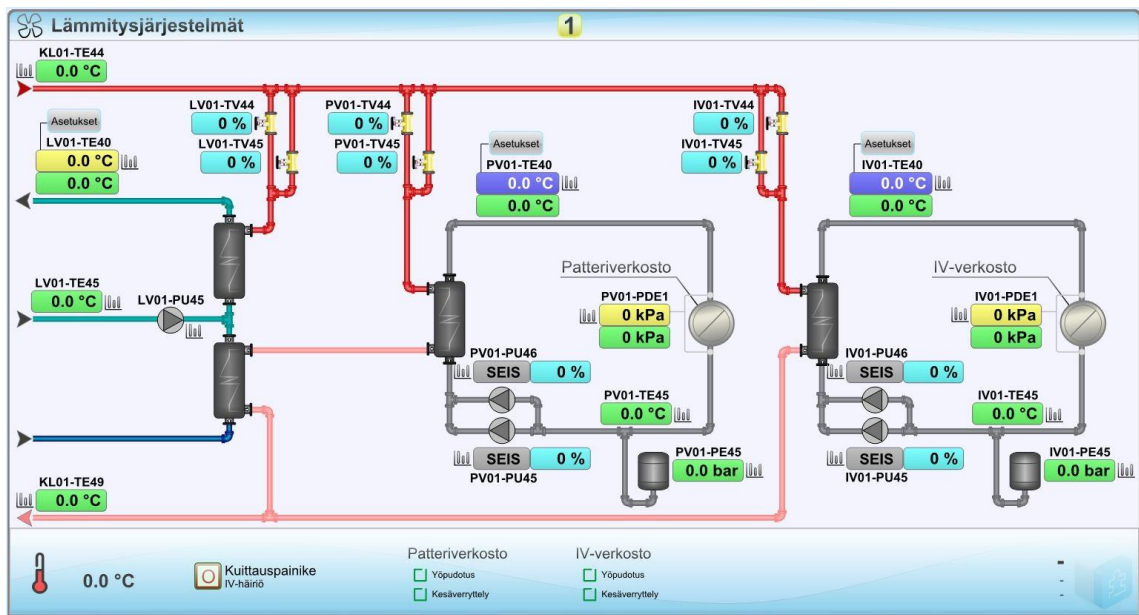 Lämmitysjärjestelmät
1
KL01-TE44
0.0 °C
LV01-TV44
0 %
LV01-TV45
0 %
PV01-TV44
0 %
PV01-TV45
0 %
IV01-TV44
0 %
IV01-TV45
0 %
Asetukset
LV01-TE40
0.0 °C
0.0 °C
Asetukset
PV01-TE40
0.0 °C
0.0 °C
Asetukset
IV01-TE40
0.0 °C
0.0 °C
LV01-TE45
0.0 °C
LV01-PU45
Patteriverkosto
PV01-PDE1
0 kPa
0 kPa
IV-verkosto
IV01-PDE1
0 kPa
0 kPa
PV01-PU46
SEIS 0 %
PV01-TE45
0.0 °C
SEIS 0 %
PV01-PU45
PV01-PE45
0.0 bar
IV01-PU46
SEIS 0 %
IV01-TE45
0.0 °C
SEIS 0 %
IV01-PU45
IV01-PE45
0.0 bar
KL01-TE49
0.0 °C
0.0 °C
Kuittauspainike
IV-häiriö
Patteriverkosto
Yöpudotus
Kesäverryttely
IV-verkosto
Yöpudotus
Kesäverryttely
-
-
-